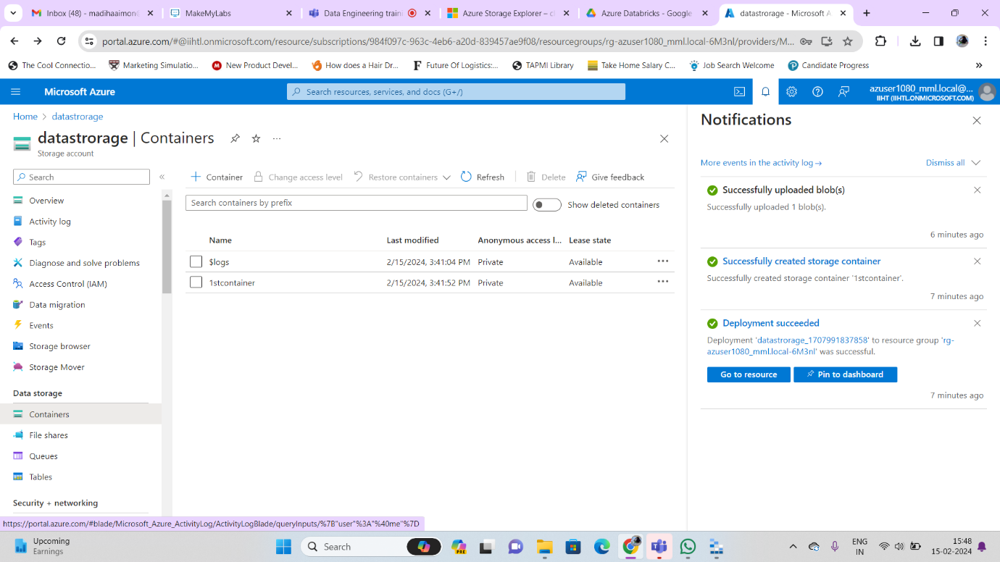 Inbox (48) - madihaaimon
MakeMyLabs
Data Engineering train
Azure Storage Explorer – cl
Azure Databricks - Google
datastrorage - Microsoft A
portal.azure.com/#@iihtl.onmicrosoft.com/resource/subscriptions/984f097c-963c-4eb6-a20d-839457ae9f08/resourcegroups/rg-azuser1080_mml.local-6M3nl/providers/M...
The Cool Connectio...
Marketing Simulatio...
New Product Devel...
How does a Hair Dr...
Future Of Logistics:...
TAPMI Library
Take Home Salary C...
Job Search Welcome
Candidate Progress
Microsoft Azure
Search resources, services, and docs (G+/)
azuser1080_mml.local@...
IIHT (IIHTL.ONMICROSOFT.COM)
Home > datastrorage
datastrorage | Containers
Storage account
Search
Overview
Activity log
Tags
Diagnose and solve problems
Access Control (IAM)
Data migration
Events
Storage browser
Storage Mover
Data storage
Containers
File shares
Queues
Tables
Security + networking
Container
Change access level
Restore containers
Refresh
Delete
Give feedback
Search containers by prefix
Show deleted containers
Name Last modified Anonymous access l... Lease state
$logs 2/15/2024, 3:41:04 PM Private Available
1stcontainer 2/15/2024, 3:41:52 PM Private Available
Notifications
More events in the activity log →
Dismiss all
Successfully uploaded blob(s)
Successfully uploaded 1 blob(s).
6 minutes ago
Successfully created storage container
Successfully created storage container '1stcontainer'.
7 minutes ago
Deployment succeeded
Deployment 'datastrorage_1707991837858' to resource group 'rg-
azuser1080_mml.local-6M3nl' was successful.
Go to resource
Pin to dashboard
7 minutes ago
https://portal.azure.com/#blade/Microsoft_Azure_ActivityLog/ActivityLogBlade/queryInputs/%7B"user"%3A"%40me"%7D
Upcoming
Earnings
Search
PRE
ENG
IN
15:48
15-02-2024